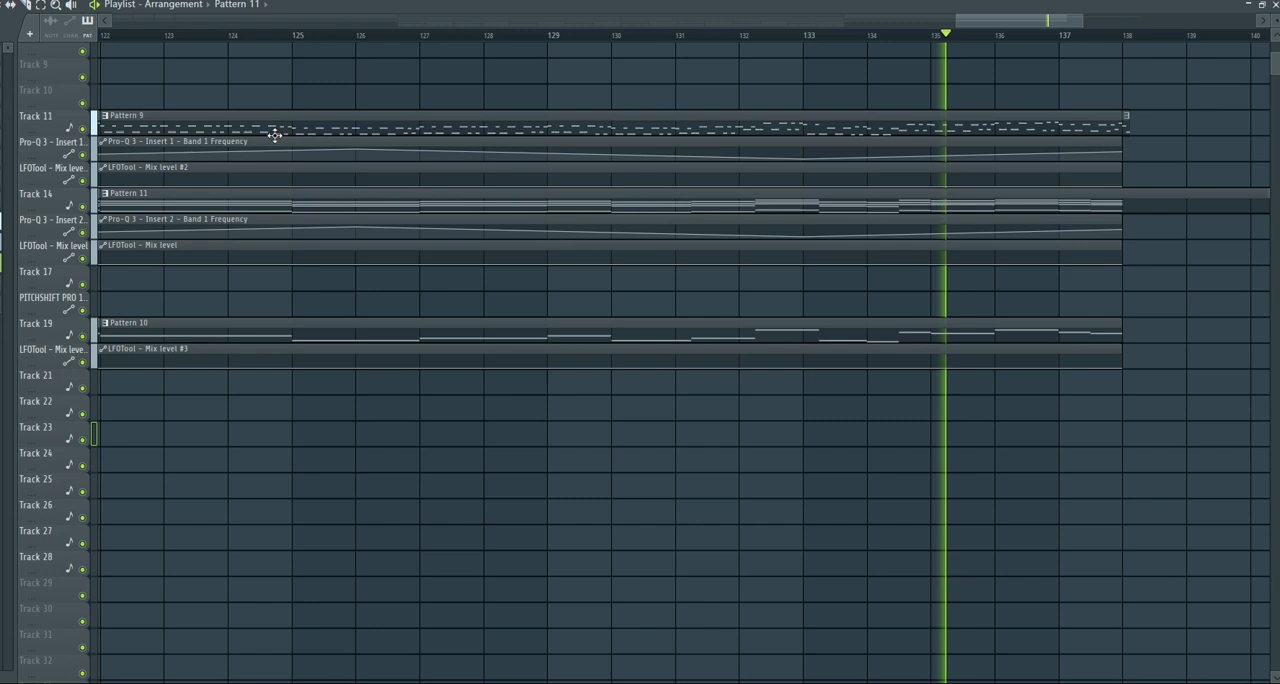 Playlist - Arrangement › Pattern 11 ›
NOTE CHAN PAT
122 123 124 125 126 127 128 129 130 131 132 133 134 135 136 137 138 139 140
Track 9
Track 10
Track 11 Pattern 9
Pro-Q 3 - Insert 1... Pro-Q 3 - Insert 1 - Band 1 Frequency
LFOTool - Mix leve... LFOTool - Mix level #2
Track 14 Pattern 11
Pro-Q 3 - Insert 2... Pro-Q 3 - Insert 2 - Band 1 Frequency
LFOTool - Mix level LFOTool - Mix level
Track 17
PITCHSHIFT PRO 1...
Track 19 Pattern 10
LFOTool - Mix leve... LFOTool - Mix level #3
Track 21
Track 22
Track 23
Track 24
Track 25
Track 26
Track 27
Track 28
Track 29
Track 30
Track 31
Track 32